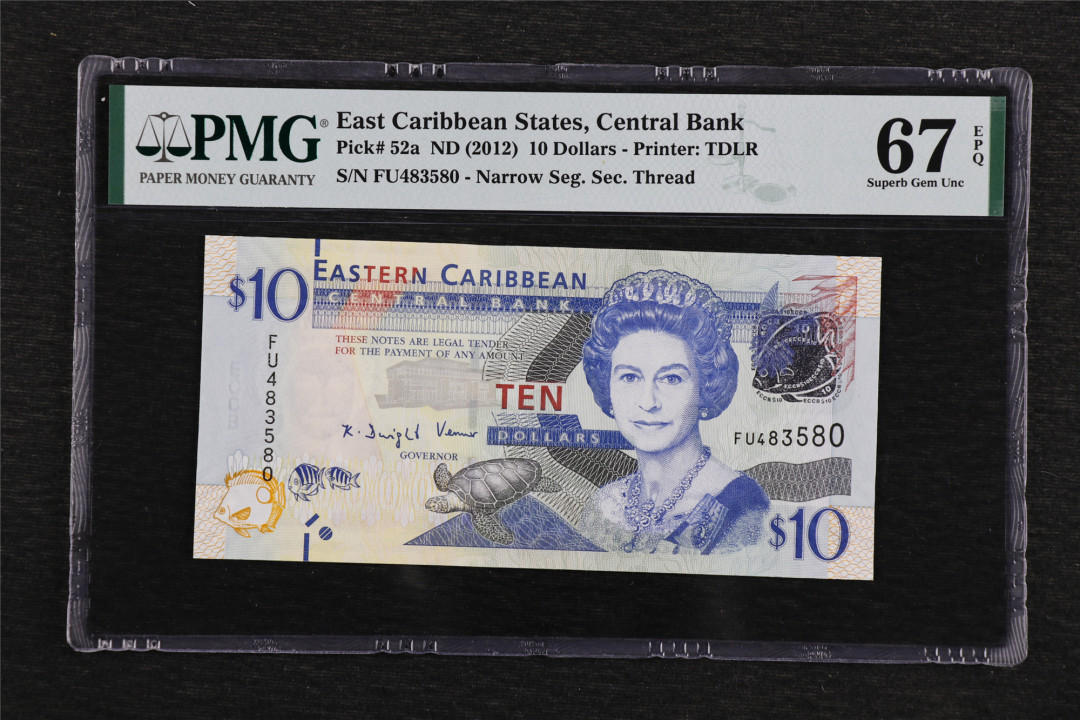 PMG®
PAPER MONEY GUARANTY
East Caribbean States, Central Bank
Pick# 52a ND (2012) 10 Dollars - Printer: TDLR
S/N FU483580 - Narrow Seg. Sec. Thread
67
EPQ
Superb Gem Unc
$10
EASTERN CARIBBEAN
CENTRAL BANK
THESE NOTES ARE LEGAL TENDER
FOR THE PAYMENT OF ANY AMOUNT
FU483580
TEN
DOLLARS
K. Dwight Venner
GOVERNOR
FU483580
$10